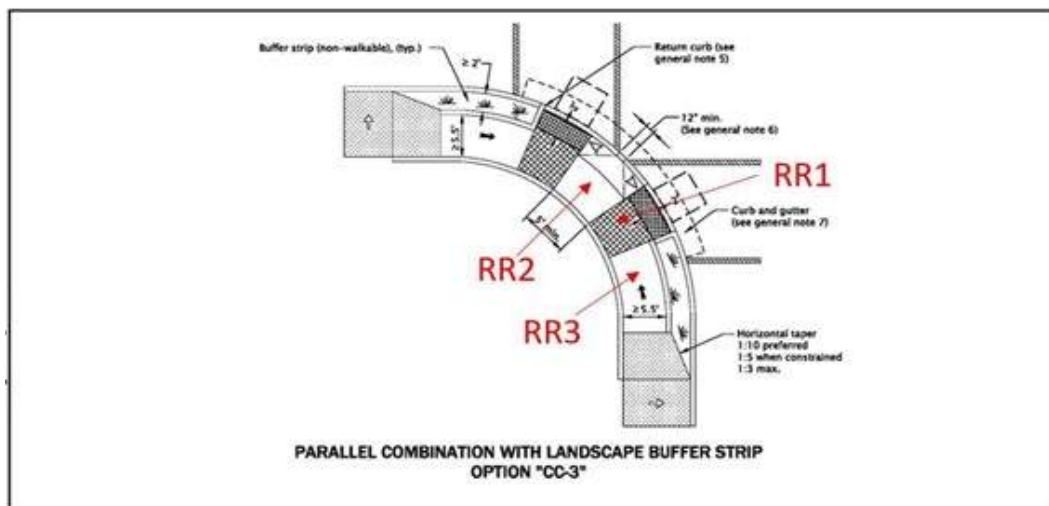 Buffer strip (non-walkable), (typ.)
≥ 2'
Return curb (see
general note 5)
12" min.
(See general note 6)
RR1
≥5.5'
Curb and gutter
(see general note 7)
5' min.
RR2
RR3
≥5.5'
Horizontal taper
1:10 preferred
1:5 when constrained
1:3 max.
PARALLEL COMBINATION WITH LANDSCAPE BUFFER STRIP
OPTION "CC-3"